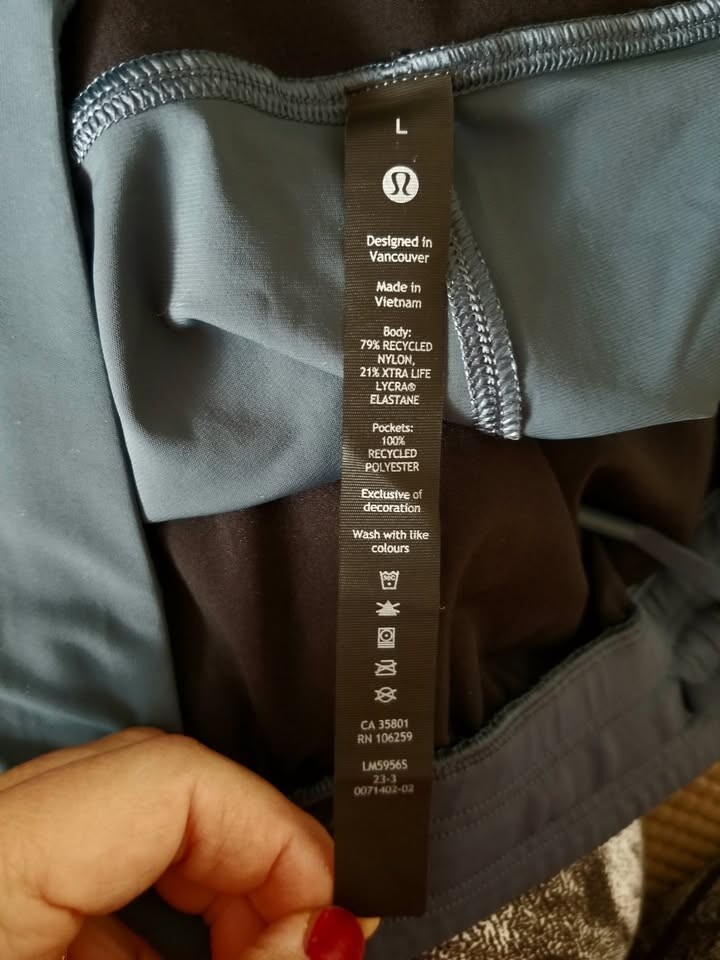 L
Designed in
Vancouver
Made in
Vietnam
Body:
79% RECYCLED
NYLON,
21% XTRA LIFE
LYCRA®
ELASTANE
Pockets:
100%
RECYCLED
POLYESTER
Exclusive of
decoration
Wash with like
colours
30C
CA 35801
RN 106259
LM5956S
23-3
0071402-02